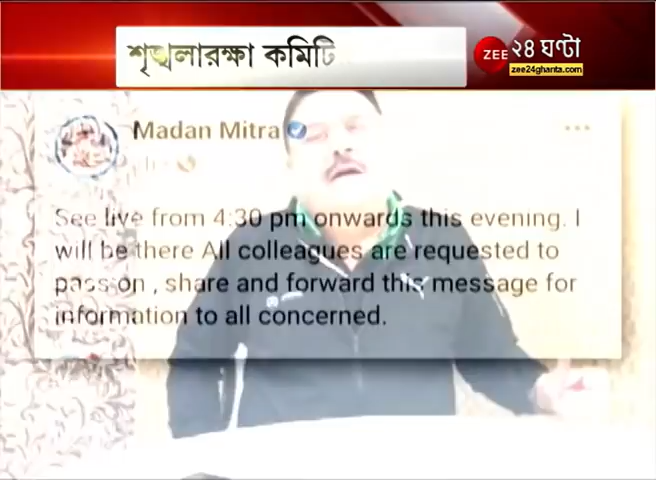 শৃঙ্খলারক্ষা কমিটি
ZEE ২৪ ঘণ্টা
zee24ghanta.com
Madan Mitra
See live from 4:30 pm onwards this evening. I
will be there All colleagues are requested to
pass on , share and forward this message for
information to all concerned.